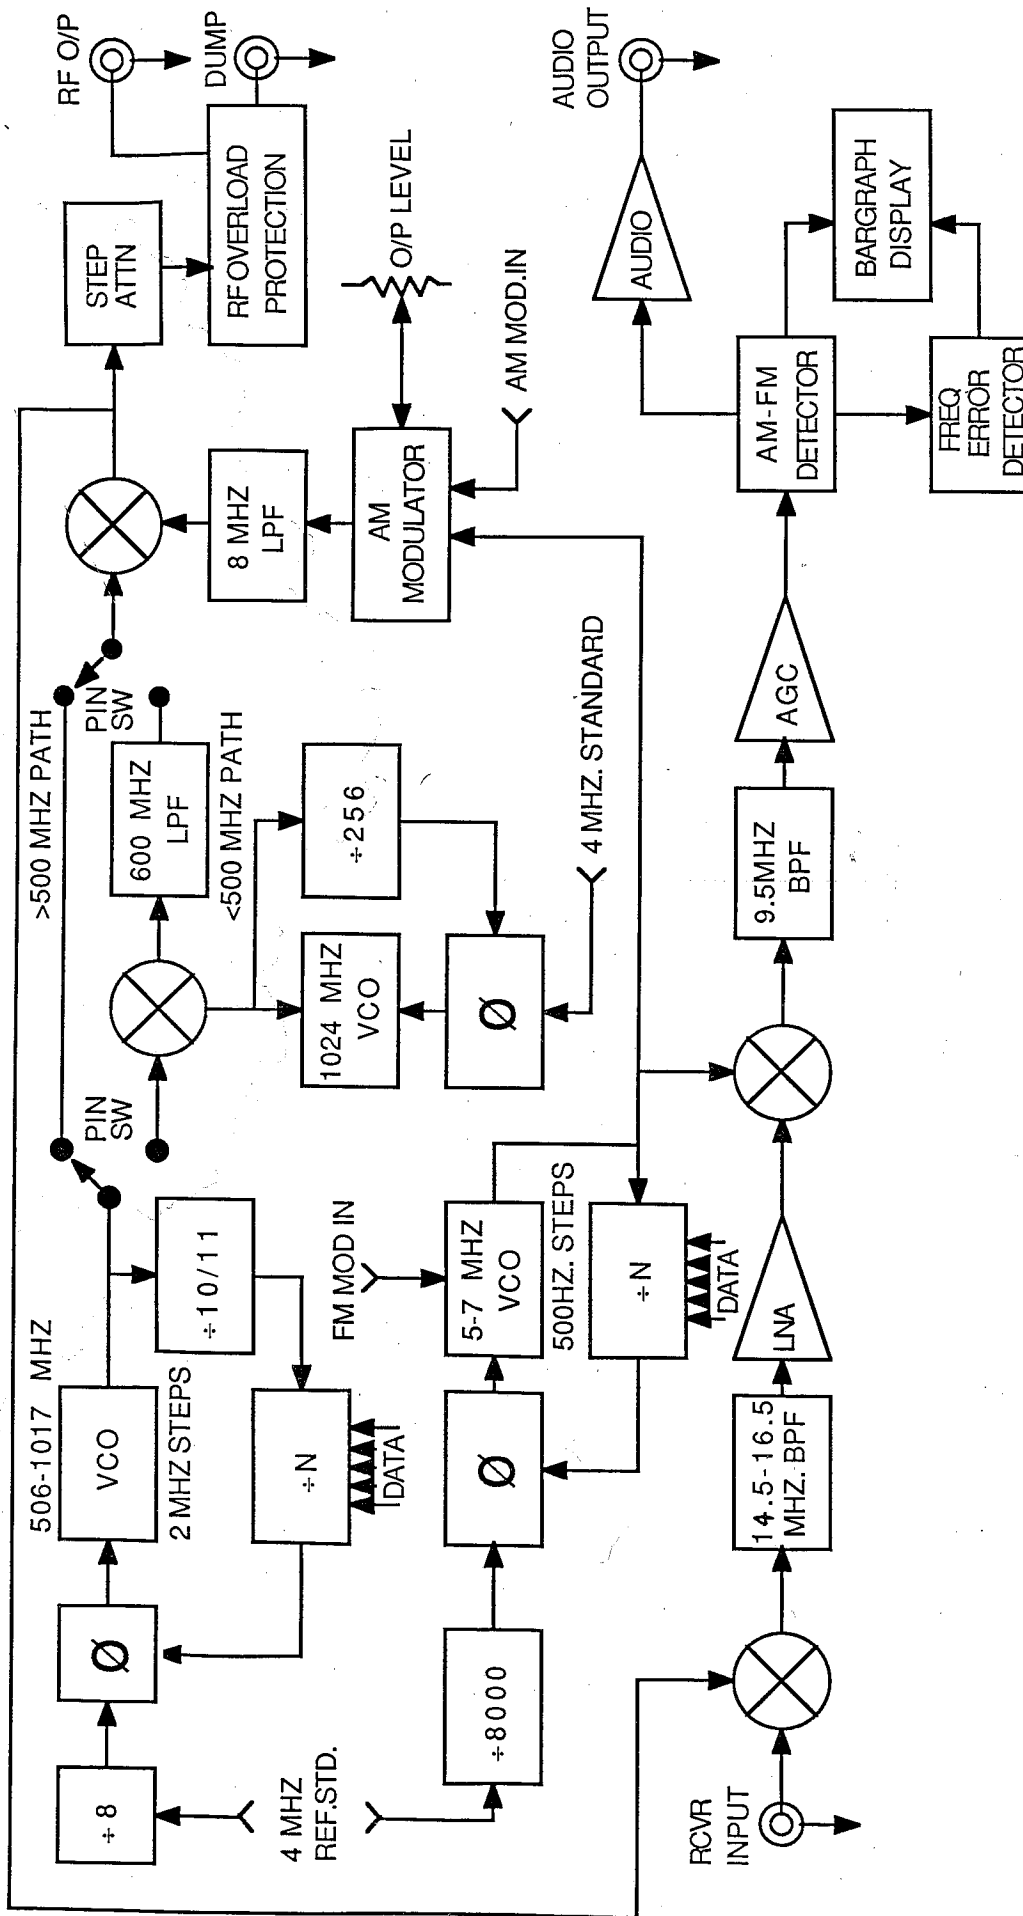 RF O/P
DUMP
STEP
ATTN
RF OVERLOAD
PROTECTION
O/P LEVEL
AM MOD.IN
8 MHZ
LPF
AM
MODULATOR
>500 MHZ PATH
PIN
SW
600 MHZ
LPF
<500 MHZ PATH
÷256
4 MHZ. STANDARD
1024 MHZ
VCO
Ø
PIN
SW
506-1017 MHZ
VCO
2 MHZ STEPS
÷10/11
÷N
DATA
Ø
÷8
4 MHZ
REF.STD.
FM MOD IN
5-7 MHZ
VCO
500HZ. STEPS
÷N
DATA
Ø
÷8000
RCVR
INPUT
14.5-16.5
MHZ. BPF
LNA
9.5MHZ
BPF
AGC
AM-FM
DETECTOR
FREQ
ERROR
DETECTOR
BARGRAPH
DISPLAY
AUDIO
AUDIO
OUTPUT